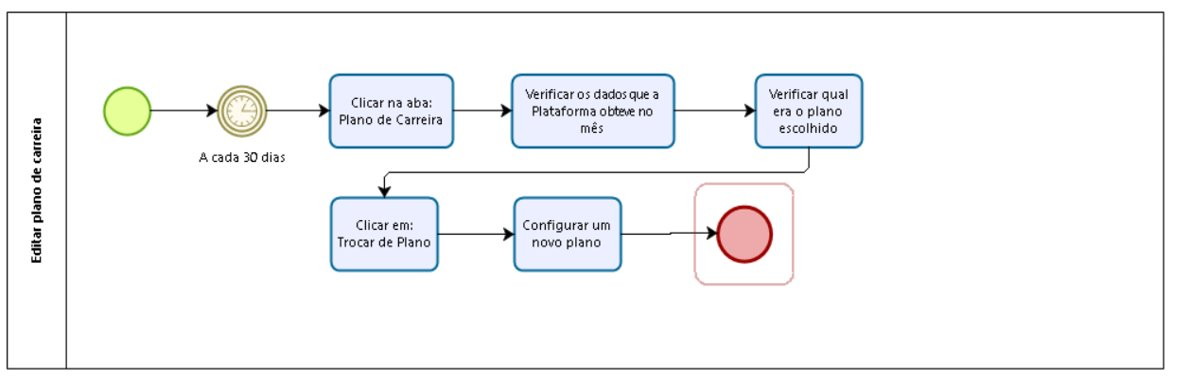 Editar plano de carreira
A cada 30 dias
Clicar na aba:
Plano de Carreira
Verificar os dados que a
Plataforma obteve no
mês
Verificar qual
era o plano
escolhido
Clicar em:
Trocar de Plano
Configurar um
novo plano